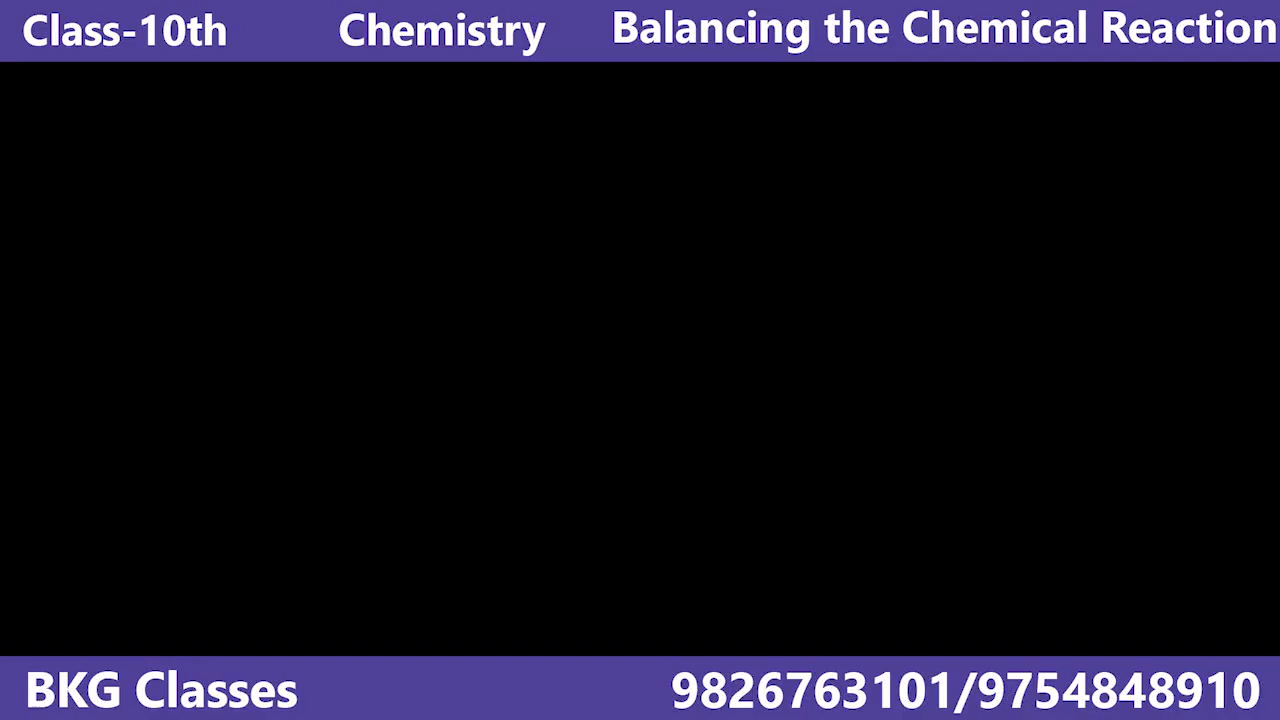 Class-10th Chemistry Balancing the Chemical Reaction
BKG Classes 9826763101/9754848910